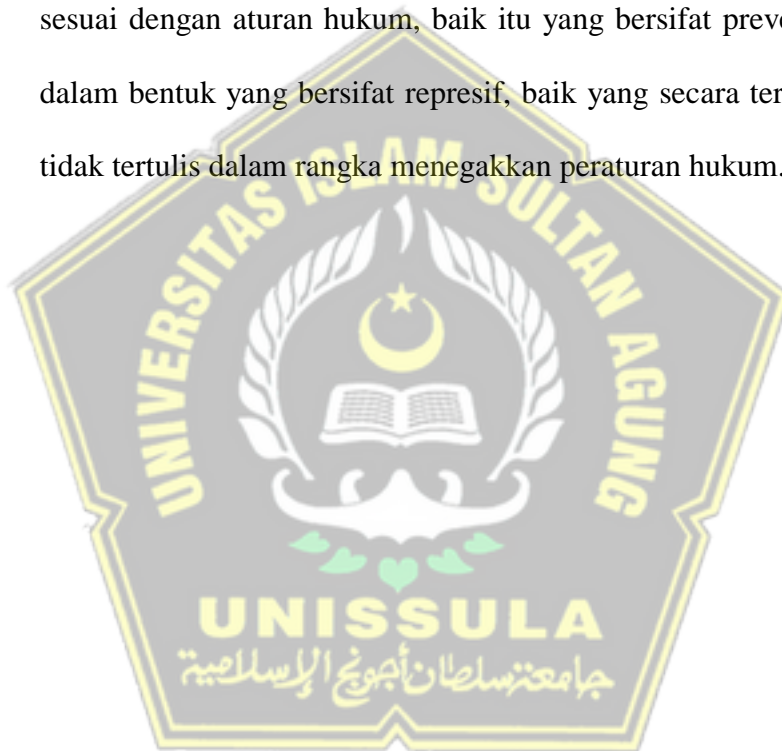 sesuai dengan aturan hukum, baik itu yang bersifat prev
dalam bentuk yang bersifat represif, baik yang secara ter
tidak tertulis dalam rangka menegakkan peraturan hukum.
UNIVERSITAS ISLAM SULTAN AGUNG
UNISSULA
جامعة سلطان أجونج الإسلامية